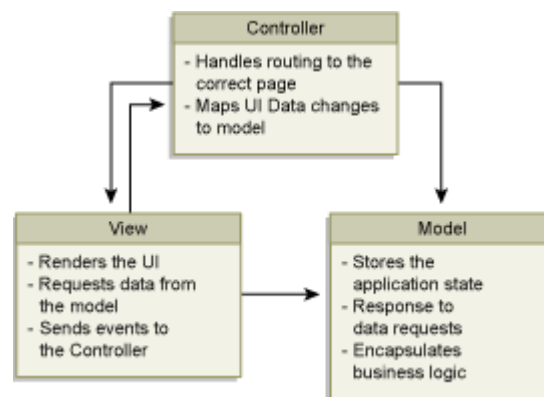 Controller
- Handles routing to the
correct page
- Maps UI Data changes
to model
View
- Renders the UI
- Requests data from
the model
- Sends events to
the Controller
Model
- Stores the
application state
- Response to
data requests
- Encapsulates
business logic